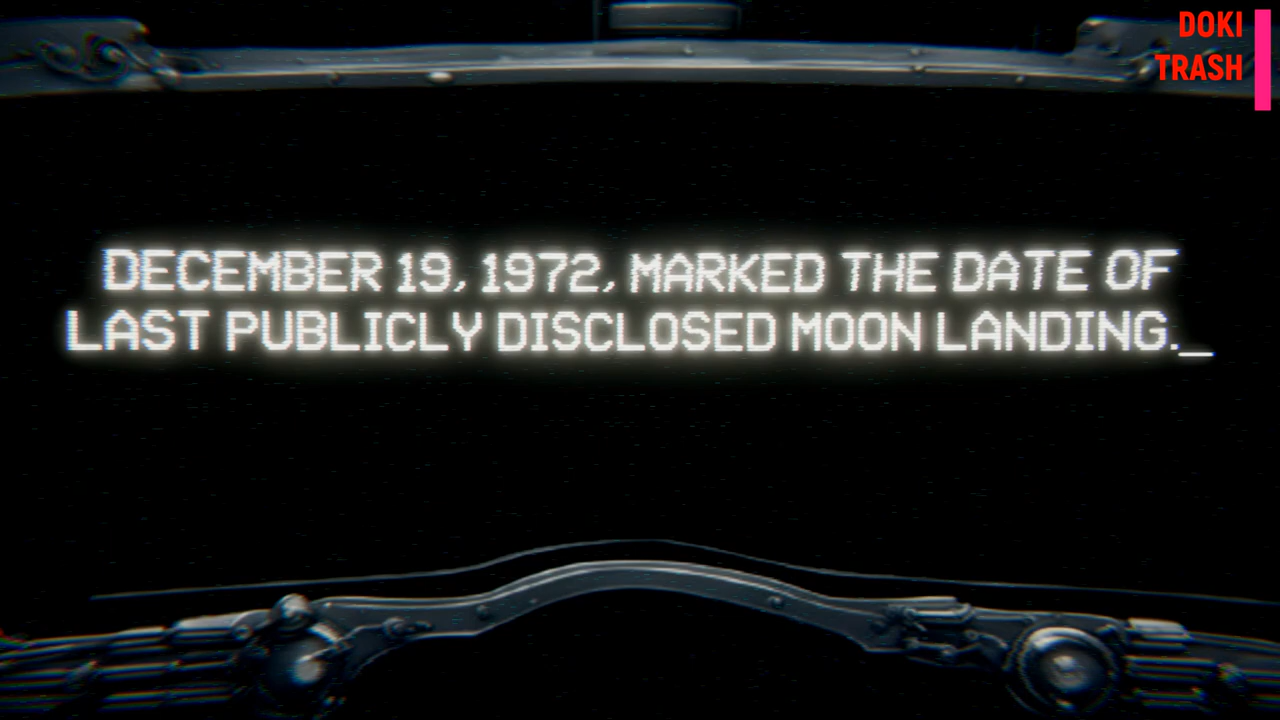 DOKI
TRASH
DECEMBER 19, 1972, MARKED THE DATE OF
LAST PUBLICLY DISCLOSED MOON LANDING._